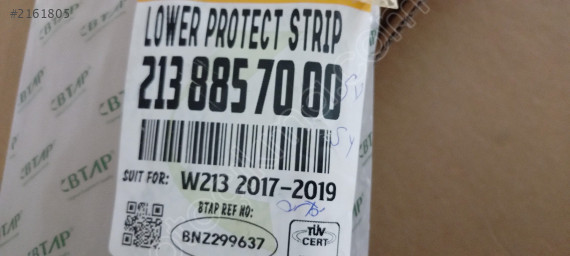 #2161805
LOWER PROTECT STRIP
213 885 70 00
SUIT FOR: W213 2017-2019
BTAP REF NO:
BNZ299637
TÜV
CERT
BTAP
BTAP
BTAP